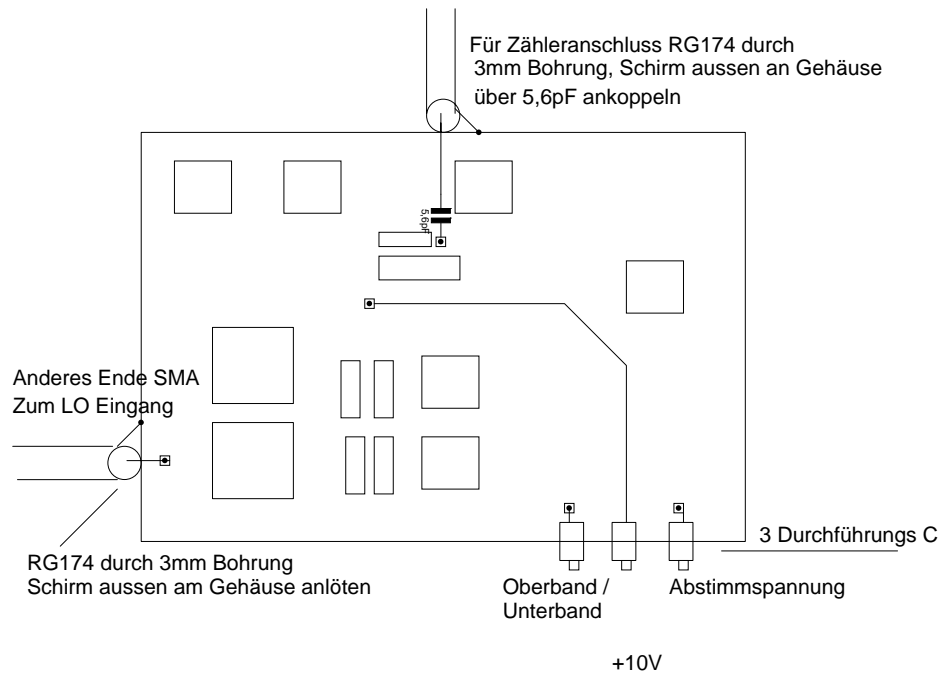 Für Zähleranschluss RG174 durch
3mm Bohrung, Schirm aussen an Gehäuse
über 5,6pF ankoppeln
5,6pF
Anderes Ende SMA
Zum LO Eingang
RG174 durch 3mm Bohrung
Schirm aussen am Gehäuse anlöten
3 Durchführungs C
Oberband /
Unterband
Abstimmspannung
+10V